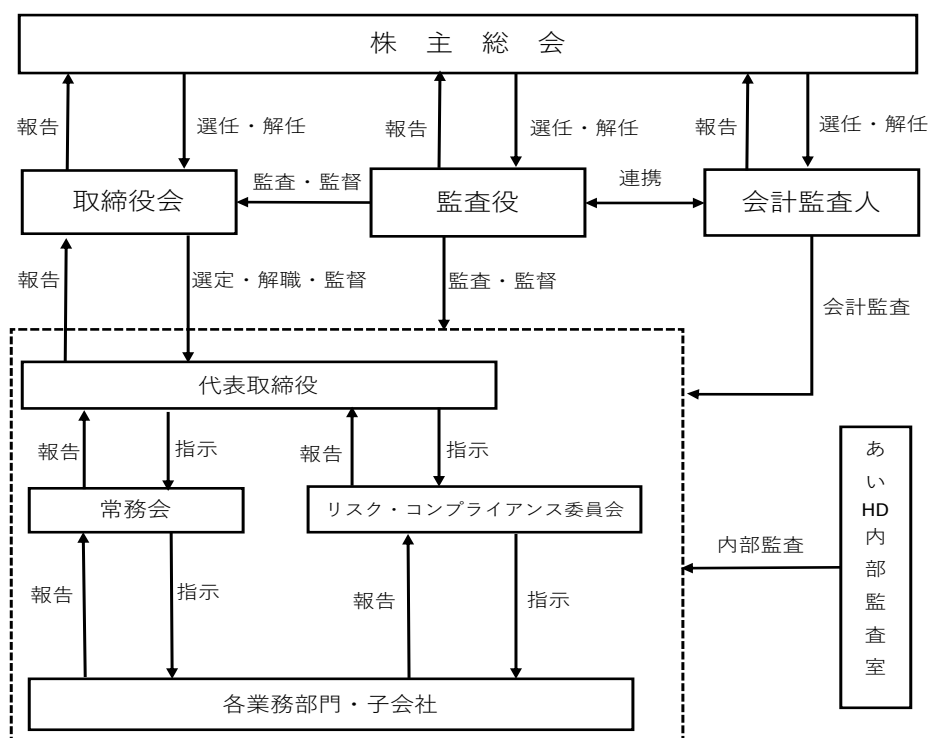 株 主 総 会
報告
選任・解任
報告
選任・解任
報告
選任・解任
取締役会
監査・監督
監査役
連携
会計監査人
報告
選定・解職・監督
監査・監督
会計監査
代表取締役
報告
指示
報告
指示
常務会
リスク・コンプライアンス委員会
内部監査
あ
い
HD
内
部
監
査
室
報告
指示
報告
指示
各業務部門・子会社